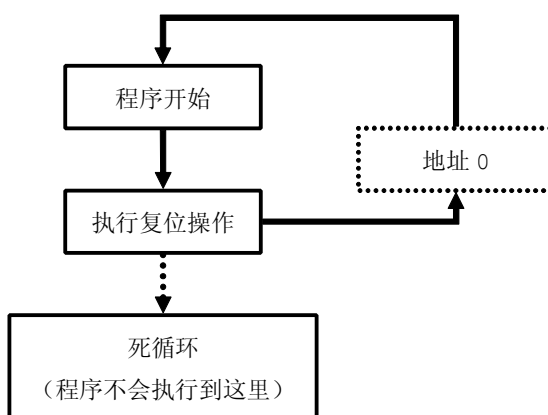 程序开始
地址 0
执行复位操作
死循环
（程序不会执行到这里）